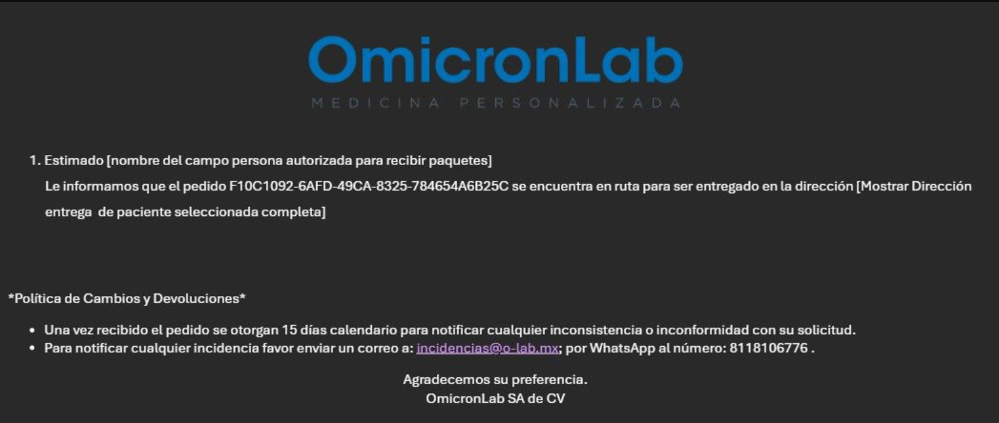 OmicronLab
MEDICINA PERSONALIZADA
1. Estimado [nombre del campo persona autorizada para recibir paquetes]
Le informamos que el pedido F10C1092-6AFD-49CA-8325-784654A6B25C se encuentra en ruta para ser entregado en la dirección [Mostrar Dirección
entrega  de paciente seleccionada completa]
*Política de Cambios y Devoluciones*
• Una vez recibido el pedido se otorgan 15 días calendario para notificar cualquier inconsistencia o inconformidad con su solicitud.
• Para notificar cualquier incidencia favor enviar un correo a: incidencias@o-lab.mx; por WhatsApp al número: 8118106776 .
Agradecemos su preferencia.
OmicronLab SA de CV